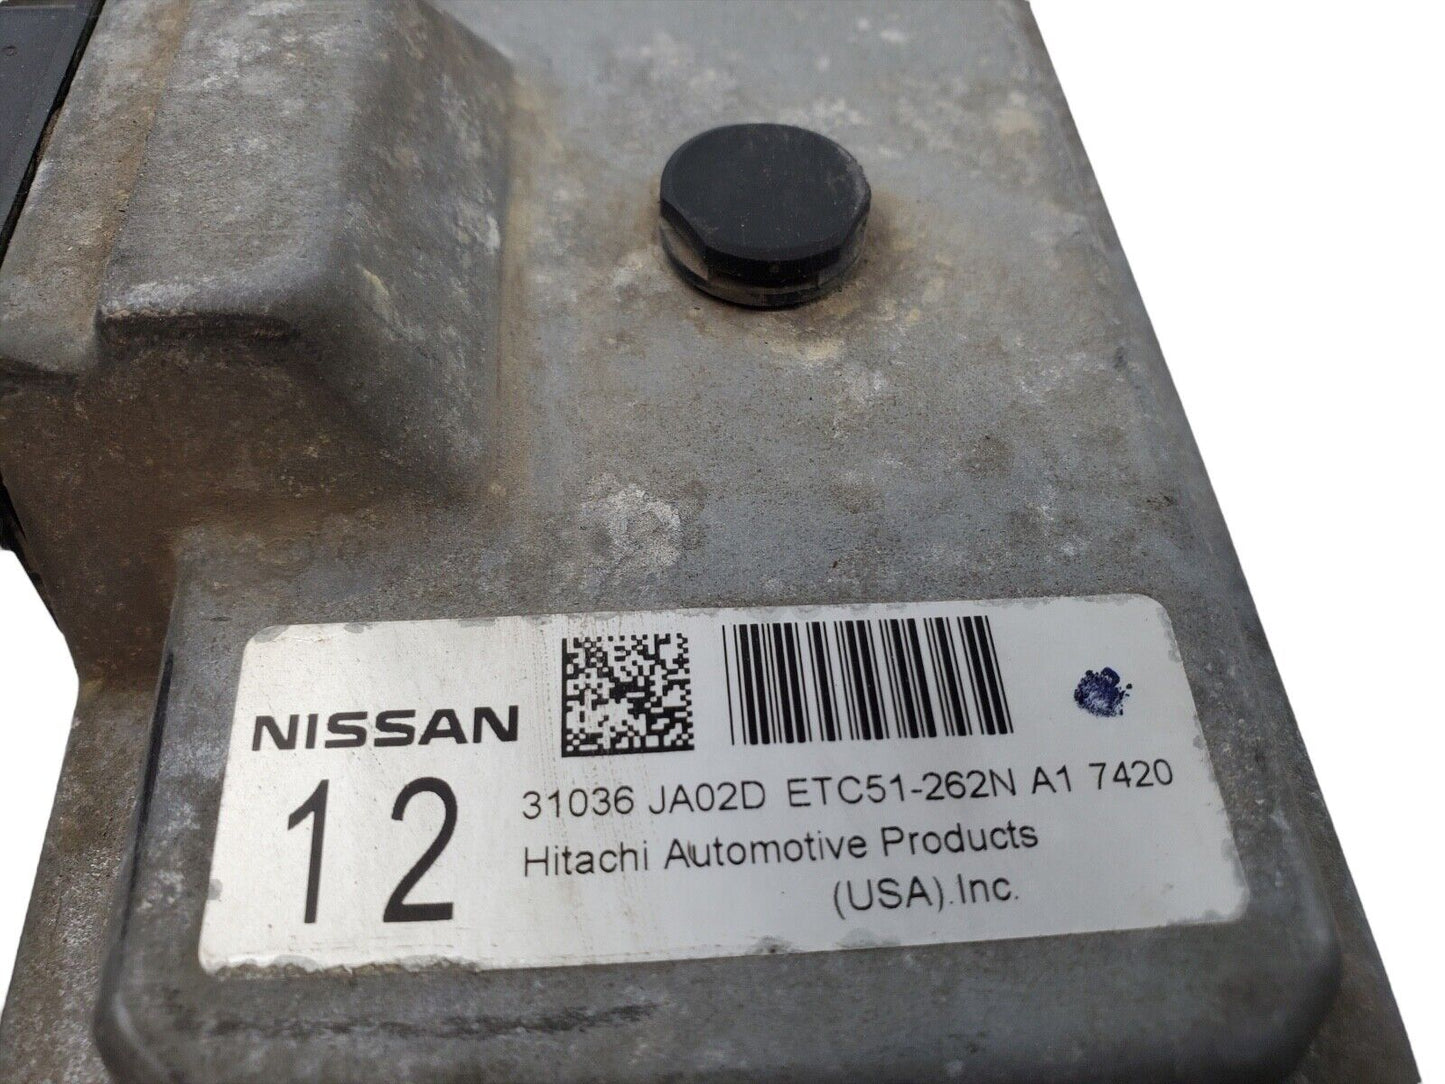 NISSAN
12
31036 JA02D ETC51-262N A1 7420
Hitachi Automotive Products
(USA).Inc.